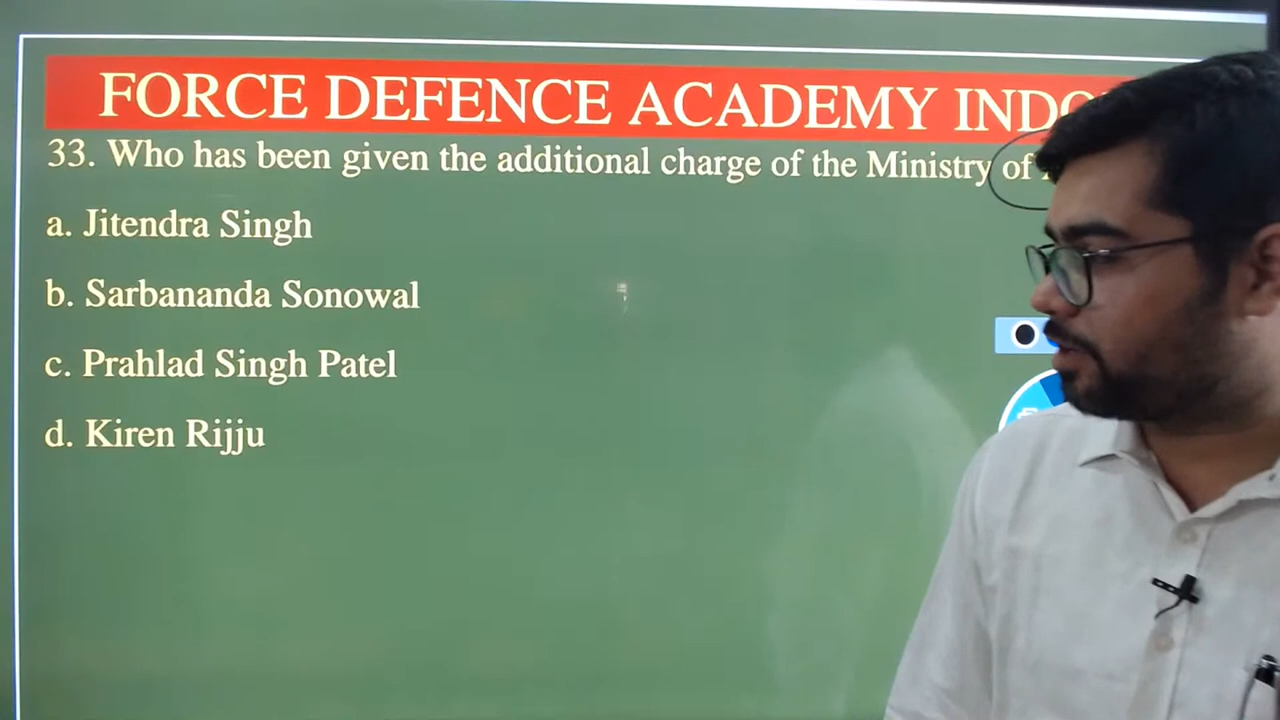 FORCE DEFENCE ACADEMY
33. Who has been given the additional charge of the Ministry of
a. Jitendra Singh
b. Sarbananda Sonowal
c. Prahlad Singh Patel
d. Kiren Rijju